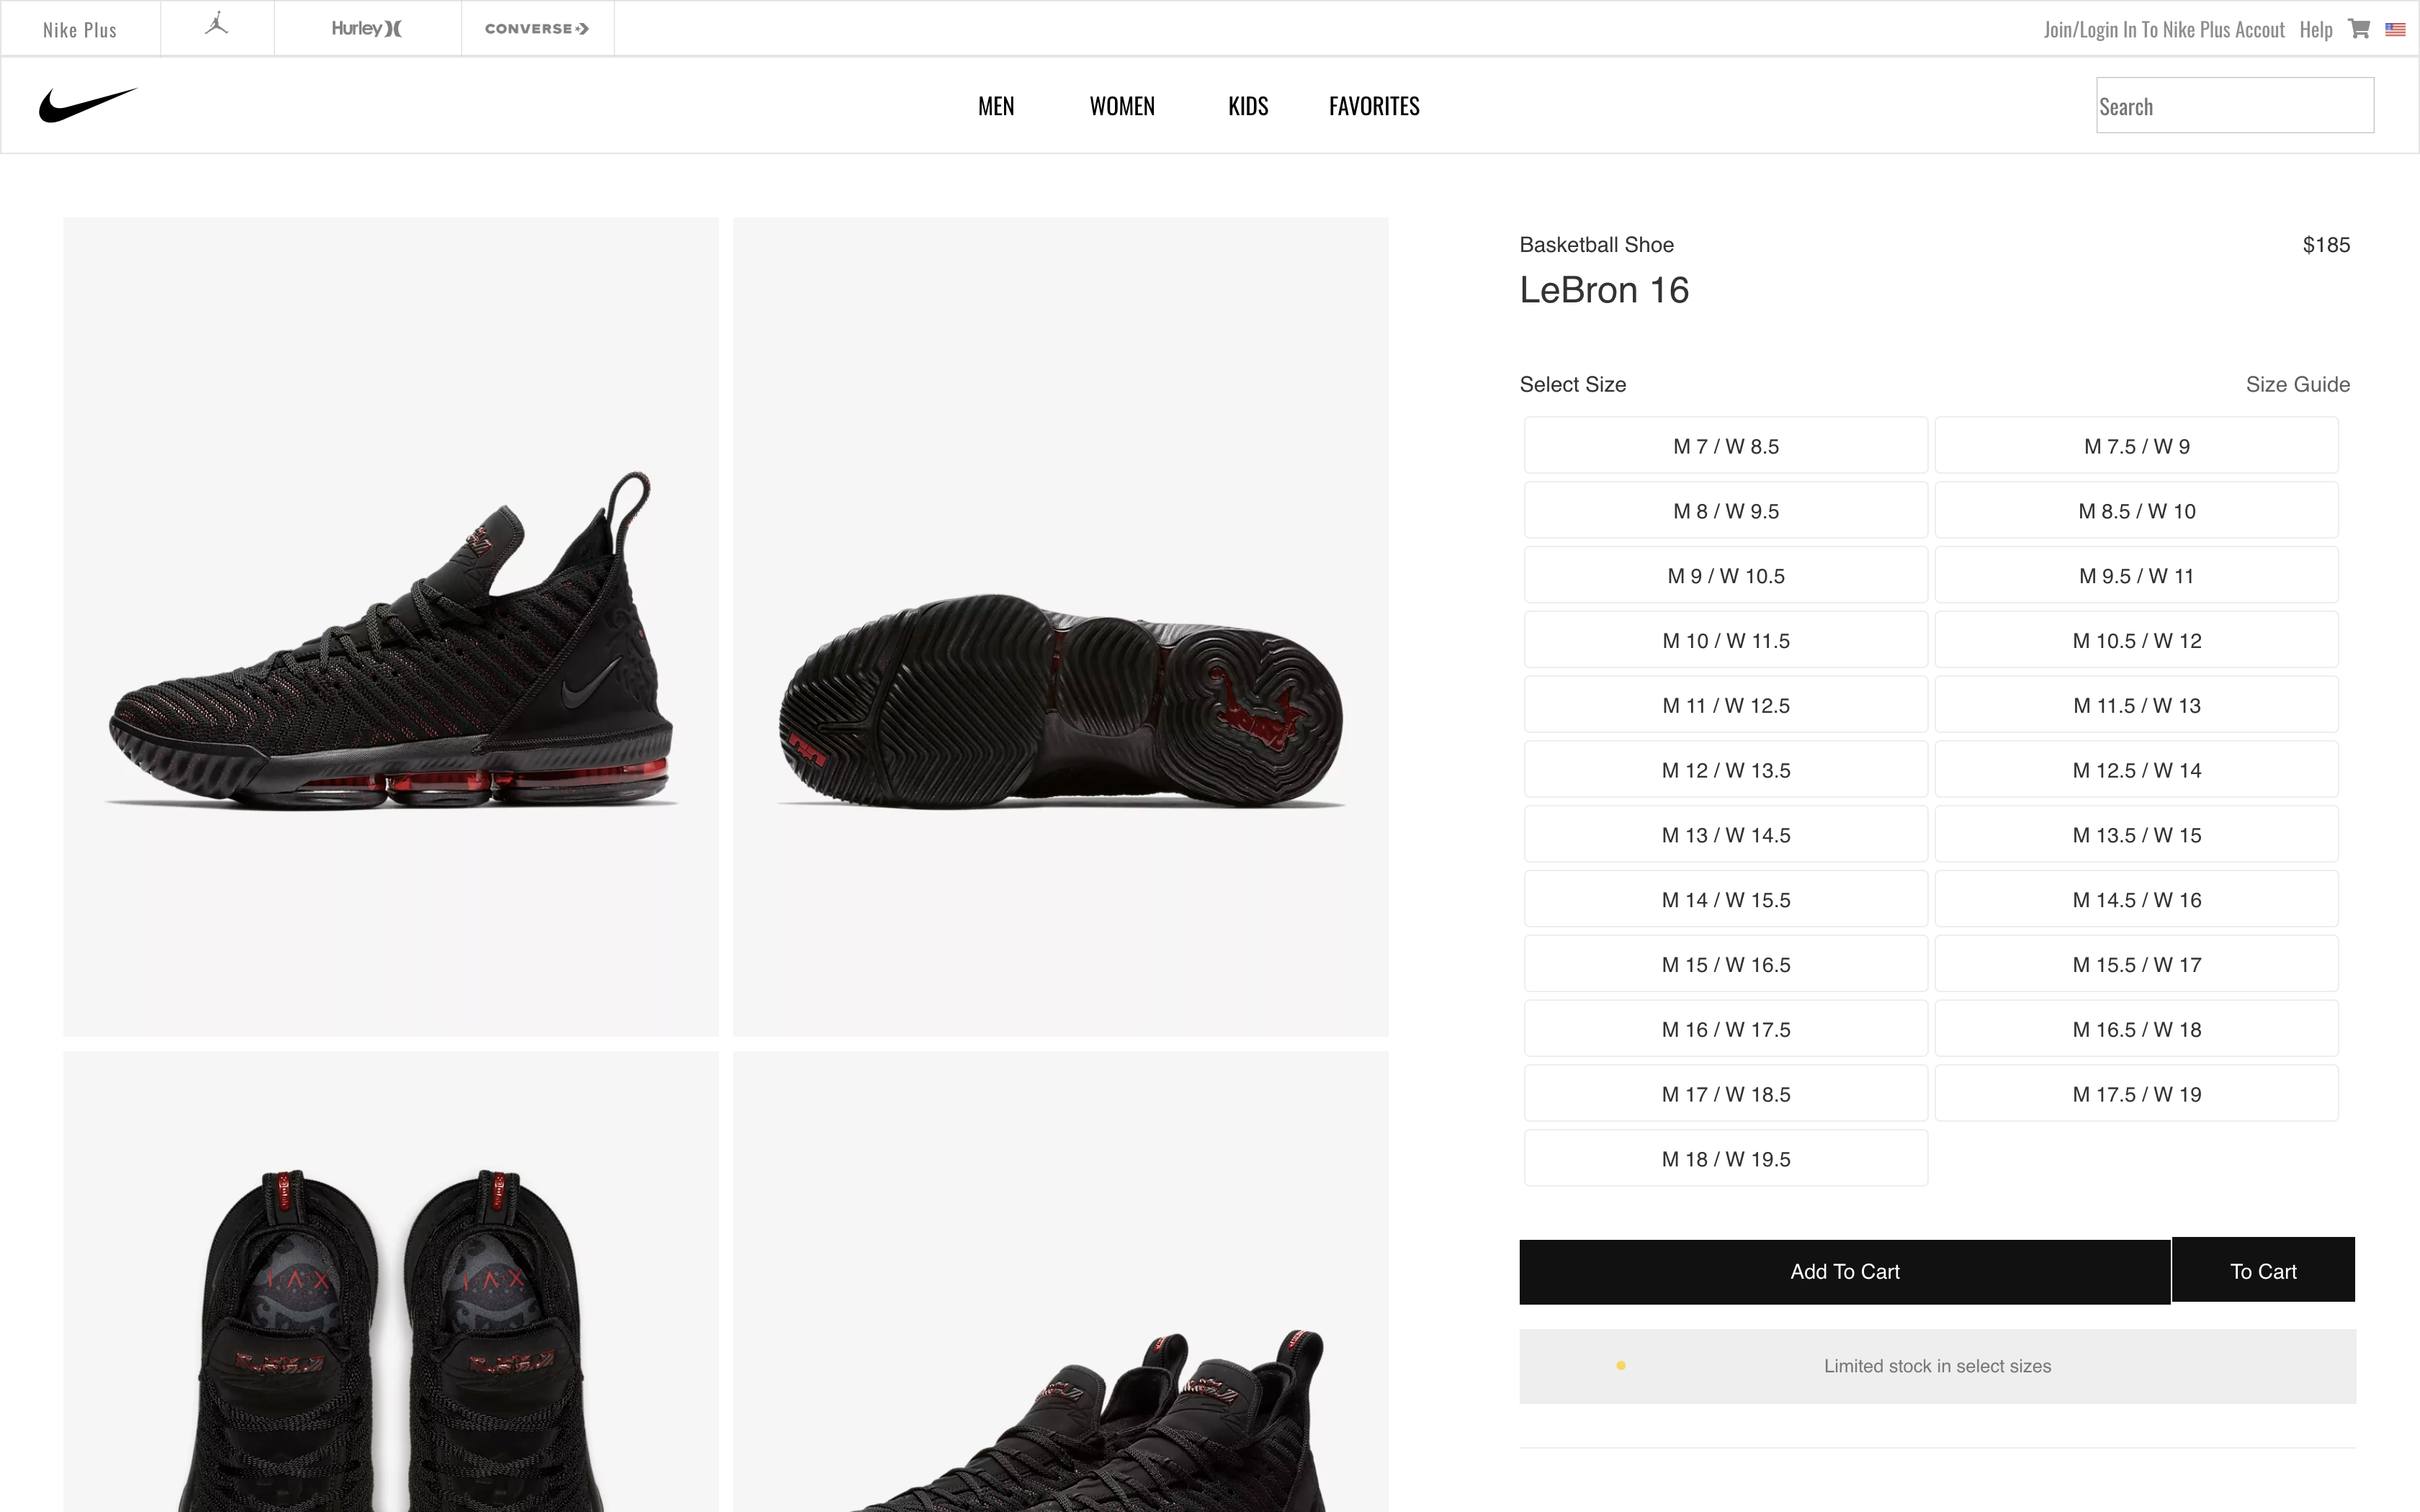 Nike Plus
Hurley
CONVERSE
Join/Login In To Nike Plus Accout
Help
MEN
WOMEN
KIDS
FAVORITES
Search
Basketball Shoe
$185
LeBron 16
Select Size
Size Guide
M 7 / W 8.5
M 7.5 / W 9
M 8 / W 9.5
M 8.5 / W 10
M 9 / W 10.5
M 9.5 / W 11
M 10 / W 11.5
M 10.5 / W 12
M 11 / W 12.5
M 11.5 / W 13
M 12 / W 13.5
M 12.5 / W 14
M 13 / W 14.5
M 13.5 / W 15
M 14 / W 15.5
M 14.5 / W 16
M 15 / W 16.5
M 15.5 / W 17
M 16 / W 17.5
M 16.5 / W 18
M 17 / W 18.5
M 17.5 / W 19
M 18 / W 19.5
Add To Cart
To Cart
Limited stock in select sizes